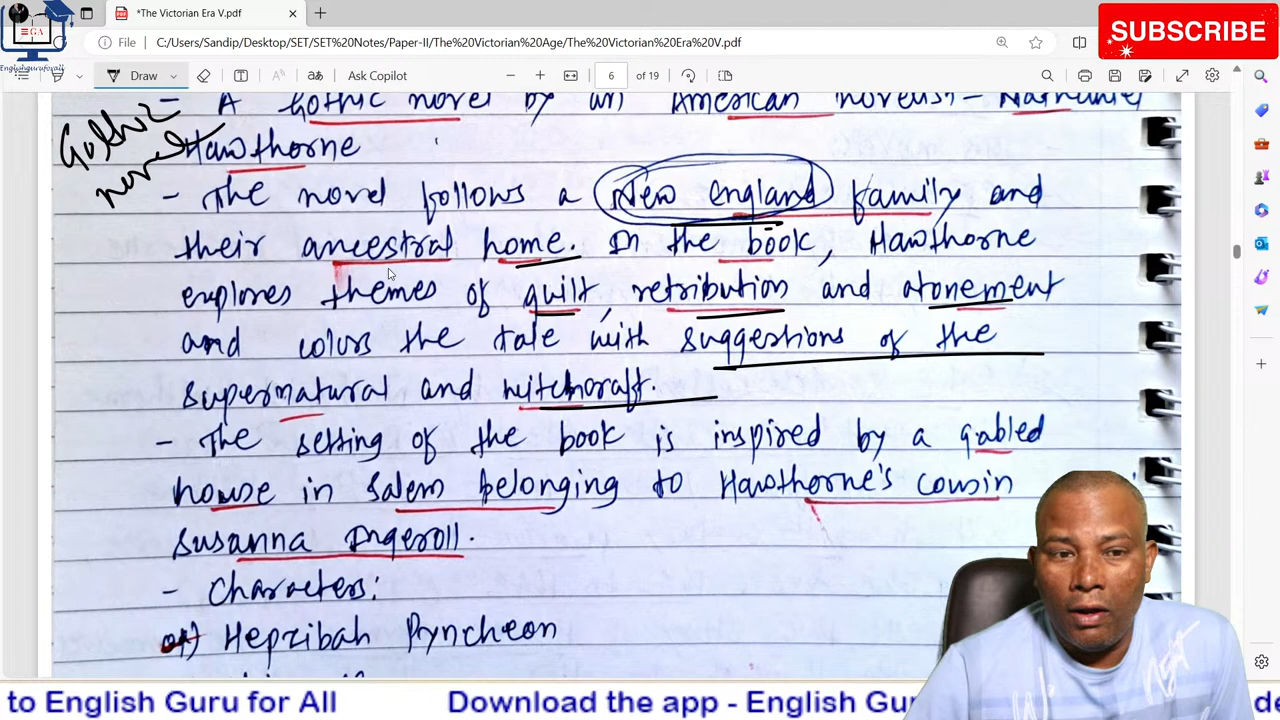 *The Victorian Era V.pdf
SUBSCRIBE
EGA
Englishguruforall
File
C:/Users/Sandip/Desktop/SET/SET%20Notes/Paper-II/The%20Victorian%20Age/The%20Victorian%20Era%20V.pdf
Draw
Ask Copilot
6 of 19
- A Gothic novel by an American novelist - Nathaniel
Gothic
novel
Hawthorne
- The novel follows a New england family and
their ancestral home. In the book, Hawthorne
explores themes of guilt, retribution and atonement
and colors the tale with suggestions of the
supernatural and witchcraft.
- The setting of the book is inspired by a gabled
house in Salem belonging to Hawthorne's cousin
Susanna Ingeroll.
- Characters:
Hepzibah Pyncheon
to English Guru for All
Download the app - English Gu
nglish